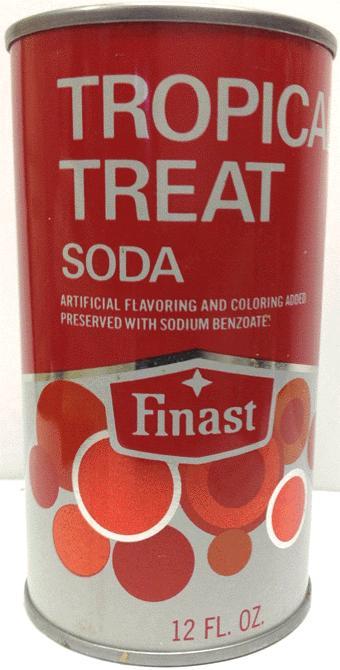 TROPICA
TREAT
SODA
ARTIFICIAL FLAVORING AND COLORING ADDED
PRESERVED WITH SODIUM BENZOATE.
Finast
12 FL. OZ.